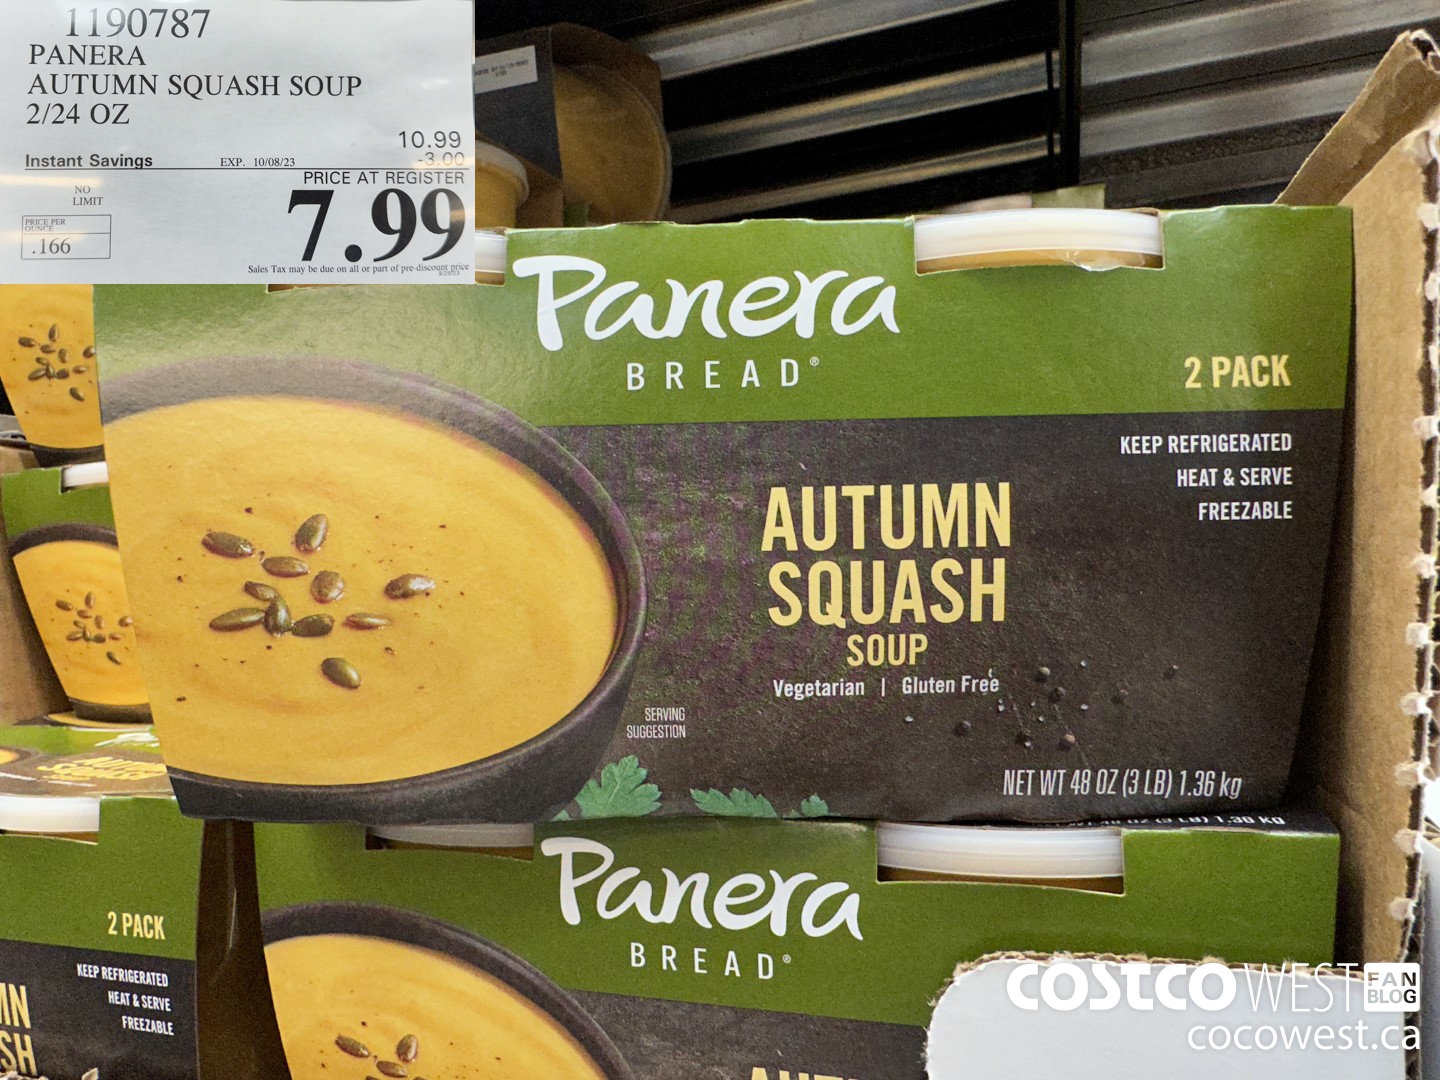 1190787
PANERA
AUTUMN SQUASH SOUP
2/24 OZ
10.99
Instant Savings EXP. 10/08/23 -3.00
PRICE AT REGISTER
NO
LIMIT
7.99
PRICE PER
OUNCE
.166
Sales Tax may be due on all or part of pre-discount price
Panera
BREAD®
2 PACK
KEEP REFRIGERATED
HEAT & SERVE
FREEZABLE
AUTUMN
SQUASH
SOUP
Vegetarian | Gluten Free
SERVING
SUGGESTION
NET WT 48 OZ (3 LB) 1.36 kg
Panera
BREAD®
2 PACK
KEEP REFRIGERATED
HEAT & SERVE
FREEZABLE
COSTCO WEST FAN BLOG
cocowest.ca